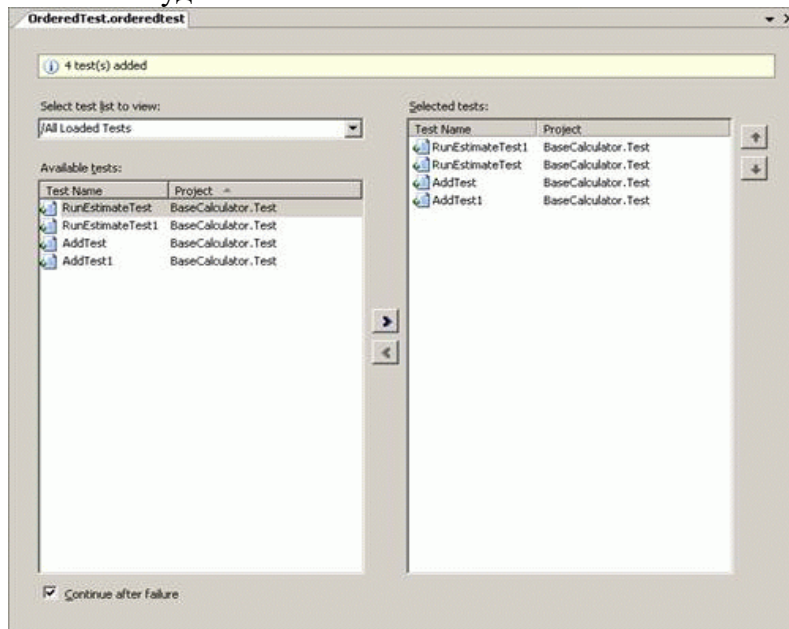 уд
OrderedTest.orderedtest
4 test(s) added
Select test list to view:
/All Loaded Tests
Available tests:
Test Name Project
RunEstimateTest BaseCalculator.Test
RunEstimateTest1 BaseCalculator.Test
AddTest BaseCalculator.Test
AddTest1 BaseCalculator.Test
Selected tests:
Test Name Project
RunEstimateTest1 BaseCalculator.Test
RunEstimateTest BaseCalculator.Test
AddTest BaseCalculator.Test
AddTest1 BaseCalculator.Test
Continue after failure